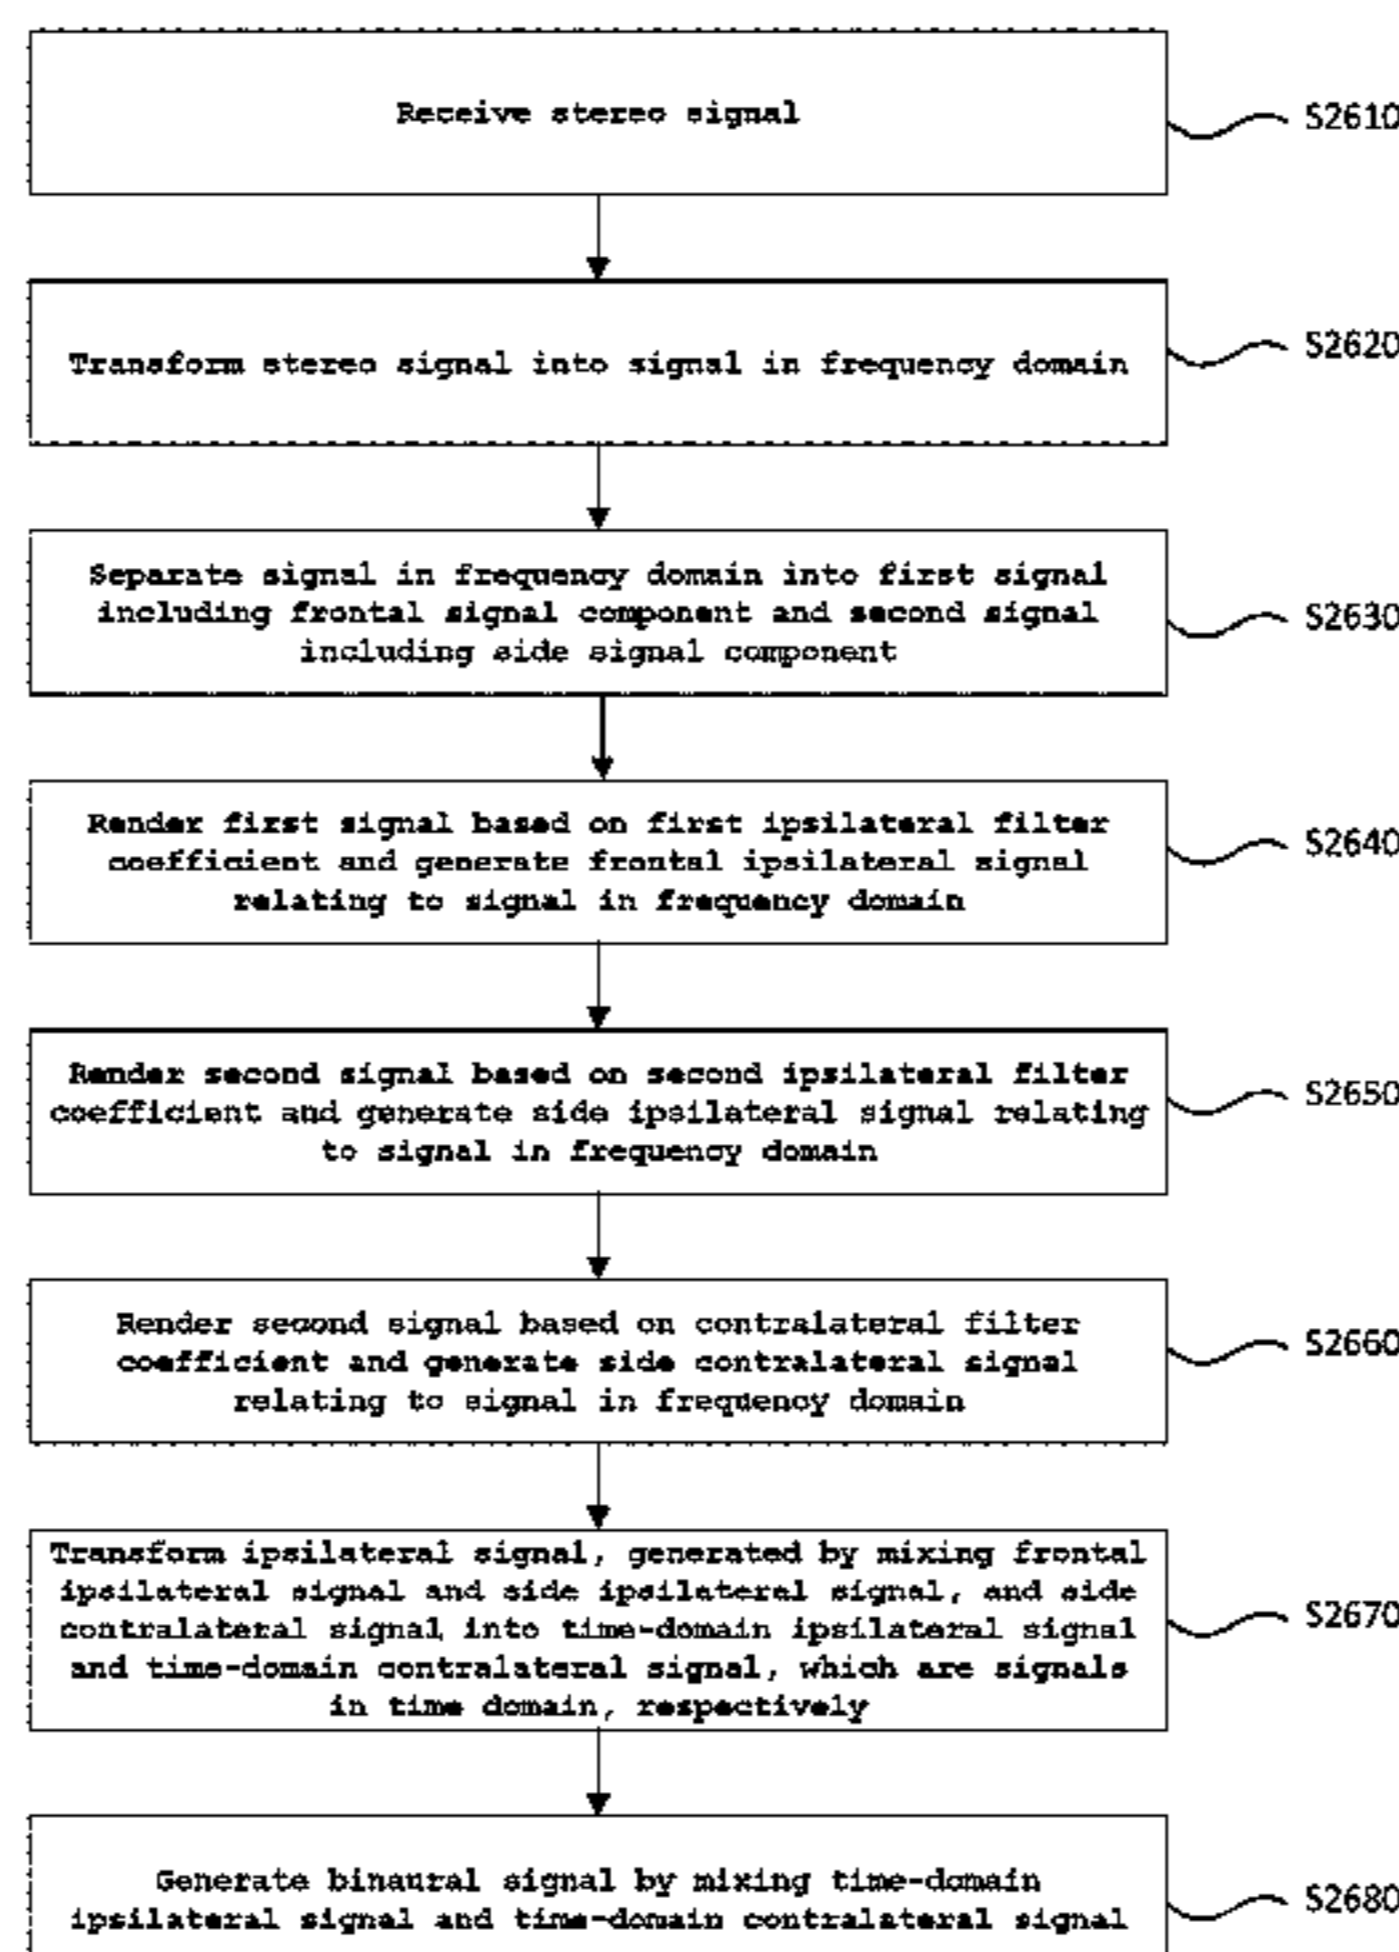 Receive stereo signal
S2610
Transform stereo signal into signal in frequency domain
S2620
Separate signal in frequency domain into first signal
including frontal signal component and second signal
including side signal component
S2630
Render first signal based on first ipsilateral filter
coefficient and generate frontal ipsilateral signal
relating to signal in frequency domain
S2640
Render second signal based on second ipsilateral filter
coefficient and generate side ipsilateral signal relating
to signal in frequency domain
S2650
Render second signal based on contralateral filter
coefficient and generate side contralateral signal
relating to signal in frequency domain
S2660
Transform ipsilateral signal, generated by mixing frontal
ipsilateral signal and side ipsilateral signal, and side
contralateral signal into time-domain ipsilateral signal
and time-domain contralateral signal, which are signals
in time domain, respectively
S2670
Generate binaural signal by mixing time-domain
ipsilateral signal and time-domain contralateral signal
S2680